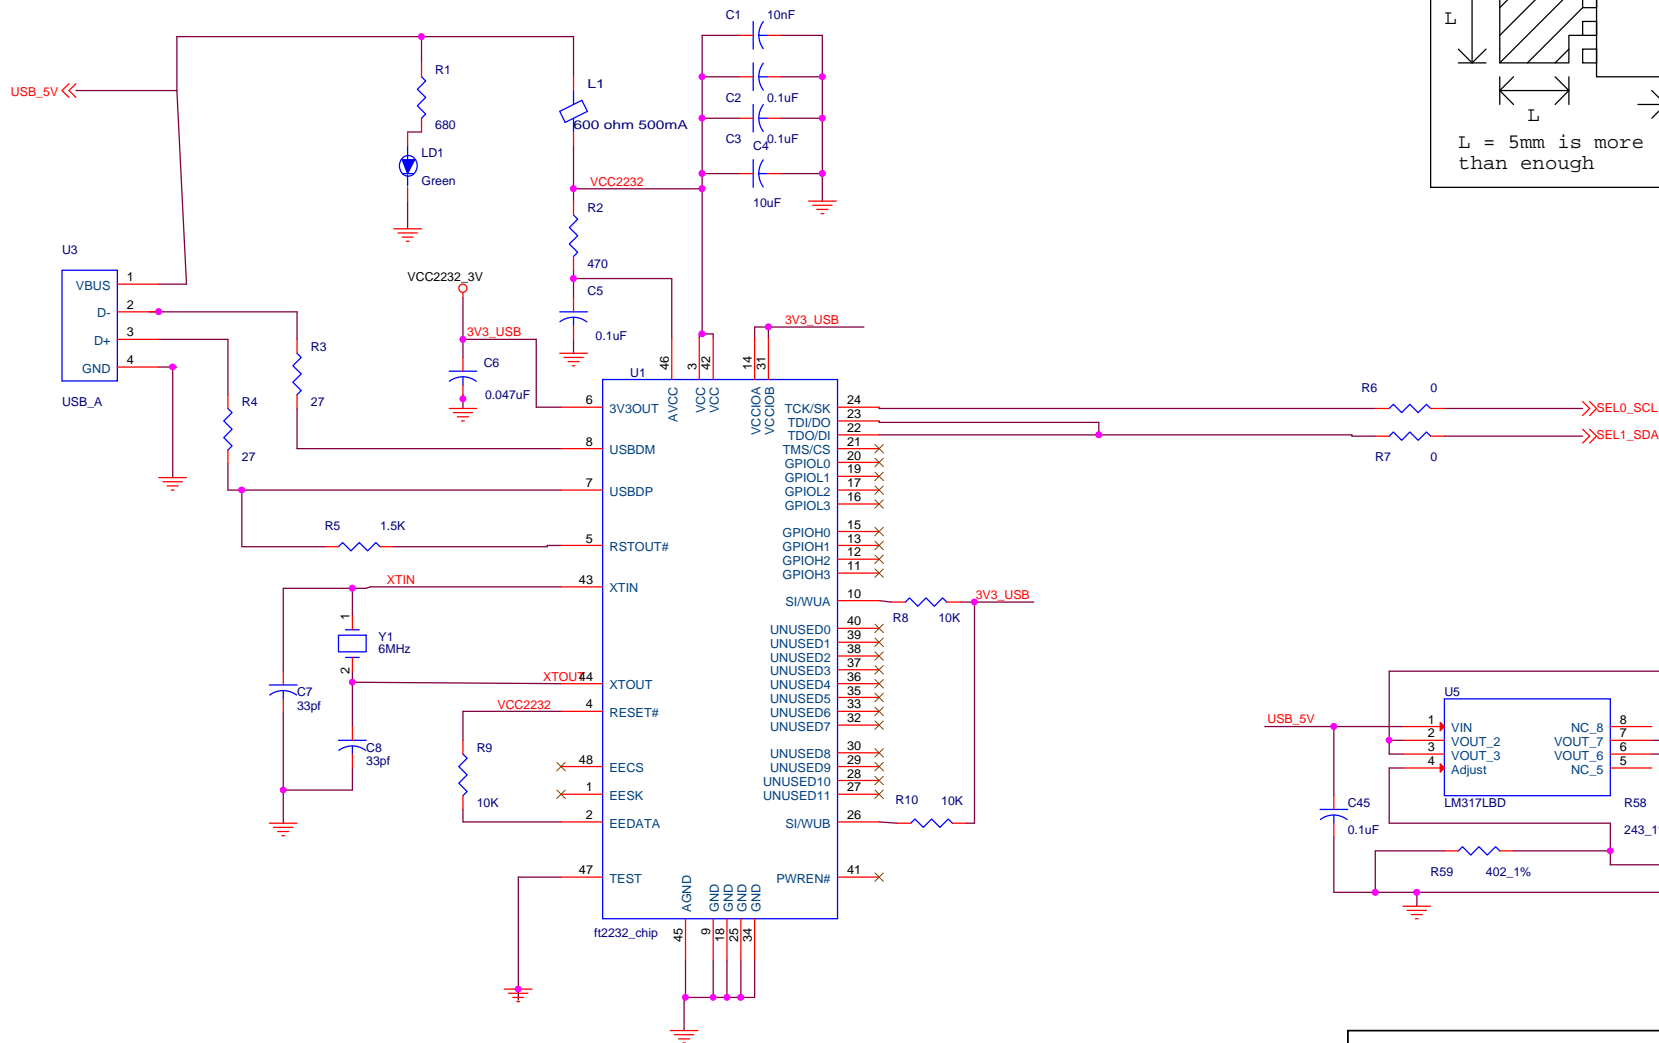 C1 10nF
C2 0.1uF
C3 0.1uF
C4
10uF
L
L
L = 5mm is more
than enough
USB_5V
R1
680
LD1
Green
L1
600 ohm 500mA
VCC2232
R2
470
C5
0.1uF
VCC2232_3V
3V3_USB
C6
0.047uF
3V3_USB
U3
VBUS 1
D- 2
D+ 3
GND 4
USB_A
R3
27
R4
27
R5 1.5K
U1
46 AVCC
3 VCC
42 VCC
14 VCCIOA
31 VCCIOB
6 3V3OUT
8 USBDM
7 USBDP
5 RSTOUT#
43 XTIN
44 XTOUT
4 RESET#
48 EECS
1 EESK
2 EEDATA
47 TEST
TCK/SK 24
TDI/DO 23
TDO/DI 22
TMS/CS 21
GPIOL0 20
GPIOL1 19
GPIOL2 17
GPIOL3 16
GPIOH0 15
GPIOH1 13
GPIOH2 12
GPIOH3 11
SI/WUA 10
UNUSED0 40
UNUSED1 39
UNUSED2 38
UNUSED3 37
UNUSED4 36
UNUSED5 35
UNUSED6 33
UNUSED7 32
UNUSED8 30
UNUSED9 29
UNUSED10 28
UNUSED11 27
SI/WUB 26
PWREN# 41
AGND 45
GND 9
GND 18
GND 25
GND 34
ft2232_chip
XTIN
1
Y1
6MHz
2
XTOUT
C7
33pf
C8
33pf
VCC2232
R9
10K
R8 10K
3V3_USB
R10 10K
R6 0
SEL0_SCL
R7 0
SEL1_SDA
USB_5V
U5
1 VIN
2 VOUT_2
3 VOUT_3
4 Adjust
NC_8 8
VOUT_7 7
VOUT_6 6
NC_5 5
LM317LBD
C45
0.1uF
R58
R59 402_1%